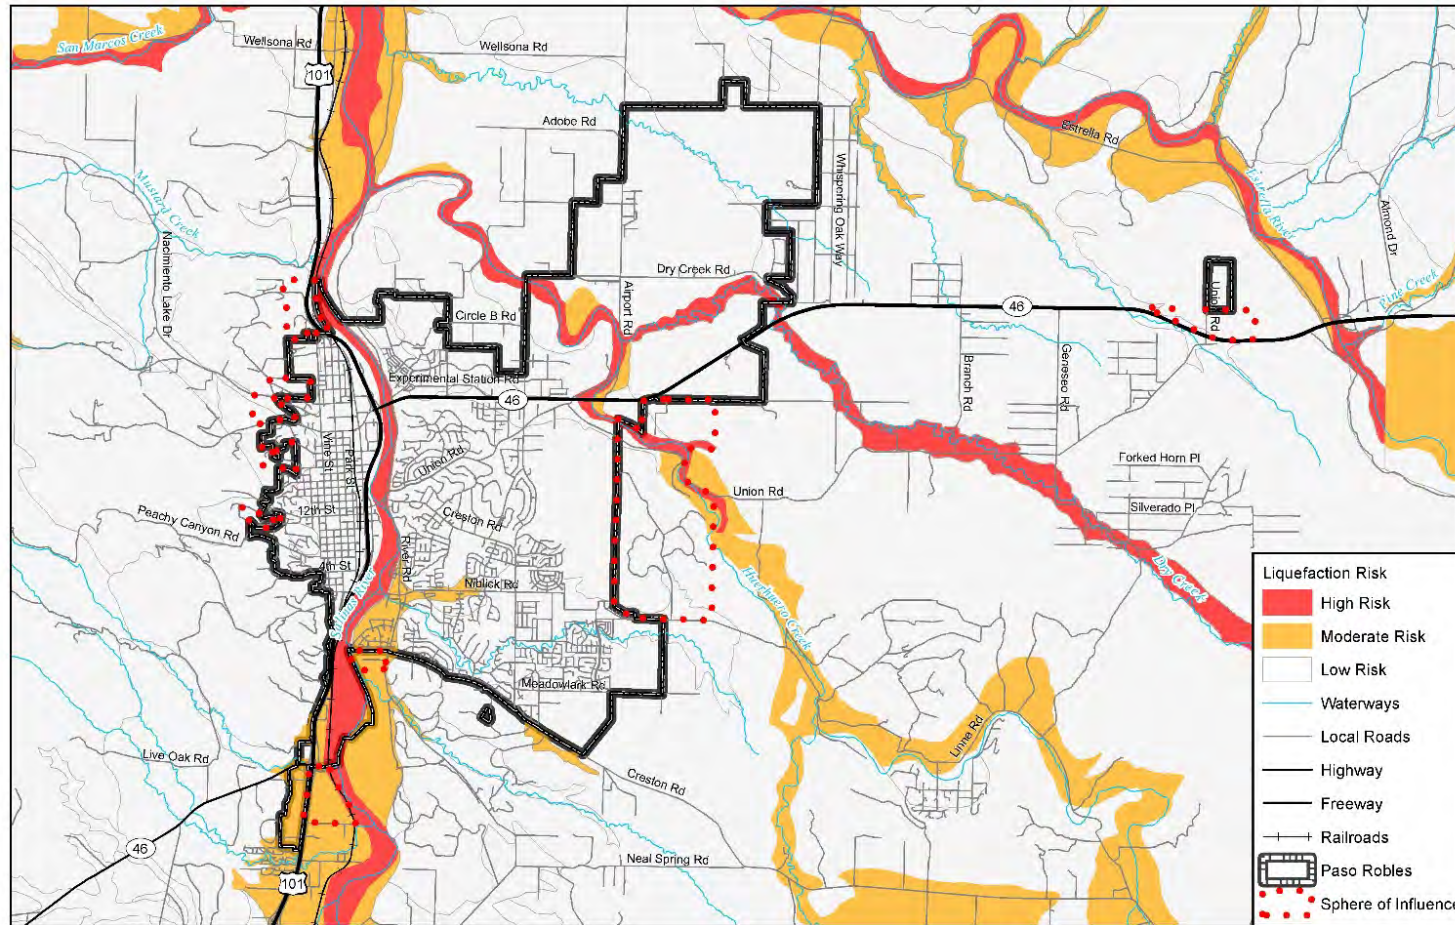 San Marcos Creek
Wellsona Rd
Wellsona Rd
101
Adobe Rd
Estrella Rd
Mustard Creek
Nacimiento Lake Dr
Whispering Oak Way
Estrella River
Almond Dr
Dry Creek Rd
Airport Rd
Union Rd
Pine Creek
46
Circle B Rd
Experimental Station Rd
46
Branch Rd
Geneseo Rd
Vine St
Park St
Union Rd
Forked Horn Pl
Union Rd
12th St
Creston Rd
Silverado Pl
Peachy Canyon Rd
4th St
River Rd
Niblick Rd
Salinas River
Huerhuero Creek
Dry Creek
Meadowlark Rd
Linne Rd
Live Oak Rd
Creston Rd
46
Neal Spring Rd
101
Liquefaction Risk
High Risk
Moderate Risk
Low Risk
Waterways
Local Roads
Highway
Freeway
Railroads
Paso Robles
Sphere of Influence